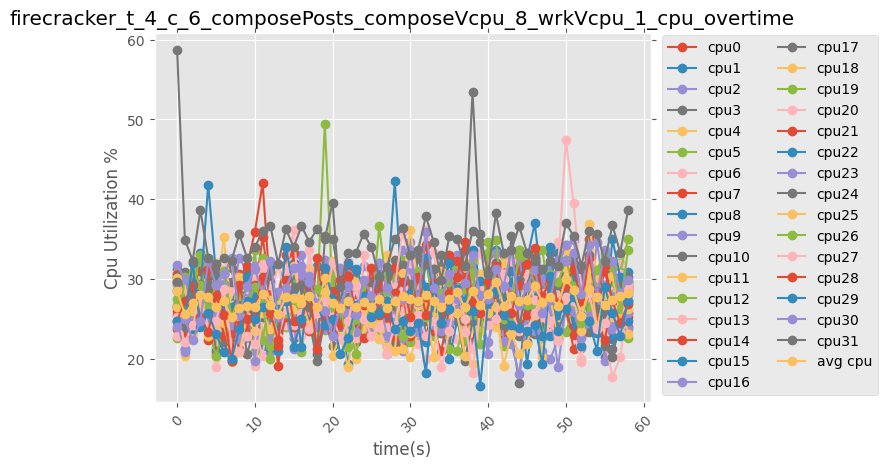 firecracker_t_4_c_6_composePosts_composeVcpu_8_wrkVcpu_1_cpu_overtime
60
50
40
30
20
Cpu Utilization %
0
10
20
30
40
50
60
time(s)
cpu0
cpu1
cpu2
cpu3
cpu4
cpu5
cpu6
cpu7
cpu8
cpu9
cpu10
cpu11
cpu12
cpu13
cpu14
cpu15
cpu16
cpu17
cpu18
cpu19
cpu20
cpu21
cpu22
cpu23
cpu24
cpu25
cpu26
cpu27
cpu28
cpu29
cpu30
cpu31
avg cpu